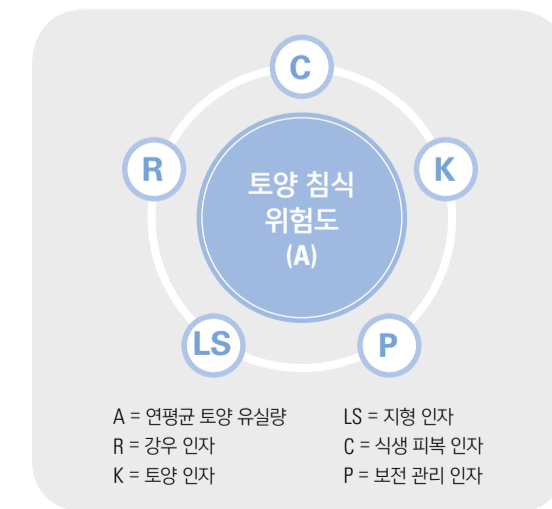 C
R
K
토양 침식
위험도
(A)
LS
P
A = 연평균 토양 유실량
R = 강우 인자
K = 토양 인자
LS = 지형 인자
C = 식생 피복 인자
P = 보전 관리 인자